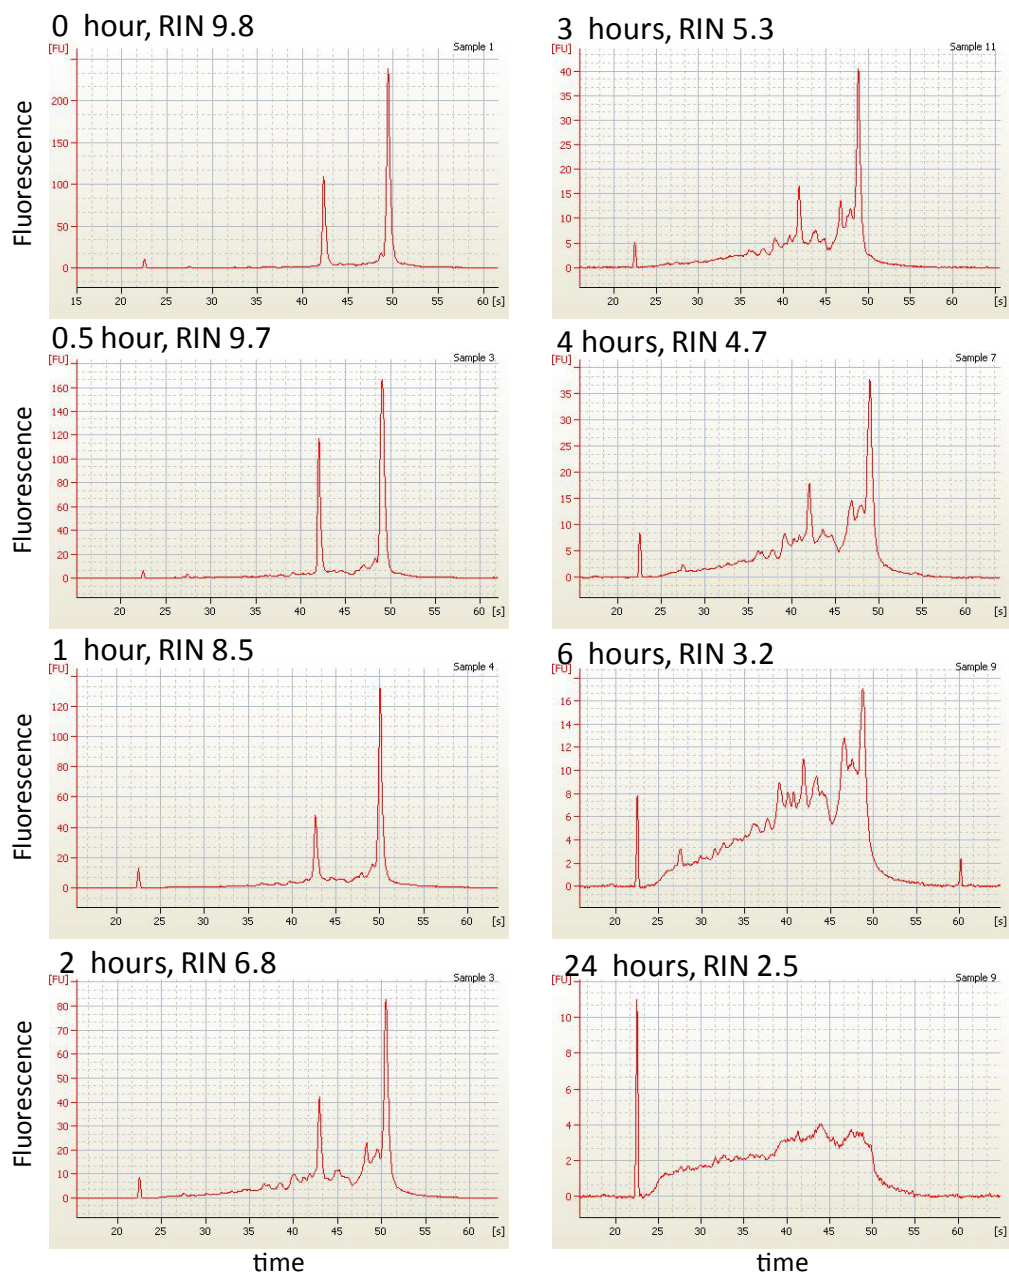 0 hour, RIN 9.8
[FU]
Sample 1
Fluorescence
200
150
100
50
0
15 20 25 30 35 40 45 50 55 60 [s]
3 hours, RIN 5.3
[FU]
Sample 11
40
35
30
25
20
15
10
5
0
20 25 30 35 40 45 50 55 60 [s]
0.5 hour, RIN 9.7
[FU]
Sample 3
Fluorescence
160
140
120
100
80
60
40
20
0
20 25 30 35 40 45 50 55 60 [s]
4 hours, RIN 4.7
[FU]
Sample 7
35
30
25
20
15
10
5
0
20 25 30 35 40 45 50 55 60 [s]
1 hour, RIN 8.5
[FU]
Sample 4
Fluorescence
120
100
80
60
40
20
0
20 25 30 35 40 45 50 55 60 [s]
6 hours, RIN 3.2
[FU]
Sample 9
16
14
12
10
8
6
4
2
0
20 25 30 35 40 45 50 55 60 [s]
2 hours, RIN 6.8
[FU]
Sample 3
Fluorescence
80
70
60
50
40
30
20
10
0
20 25 30 35 40 45 50 55 60 [s]
time
24 hours, RIN 2.5
[FU]
Sample 9
10
8
6
4
2
0
20 25 30 35 40 45 50 55 60 [s]
time